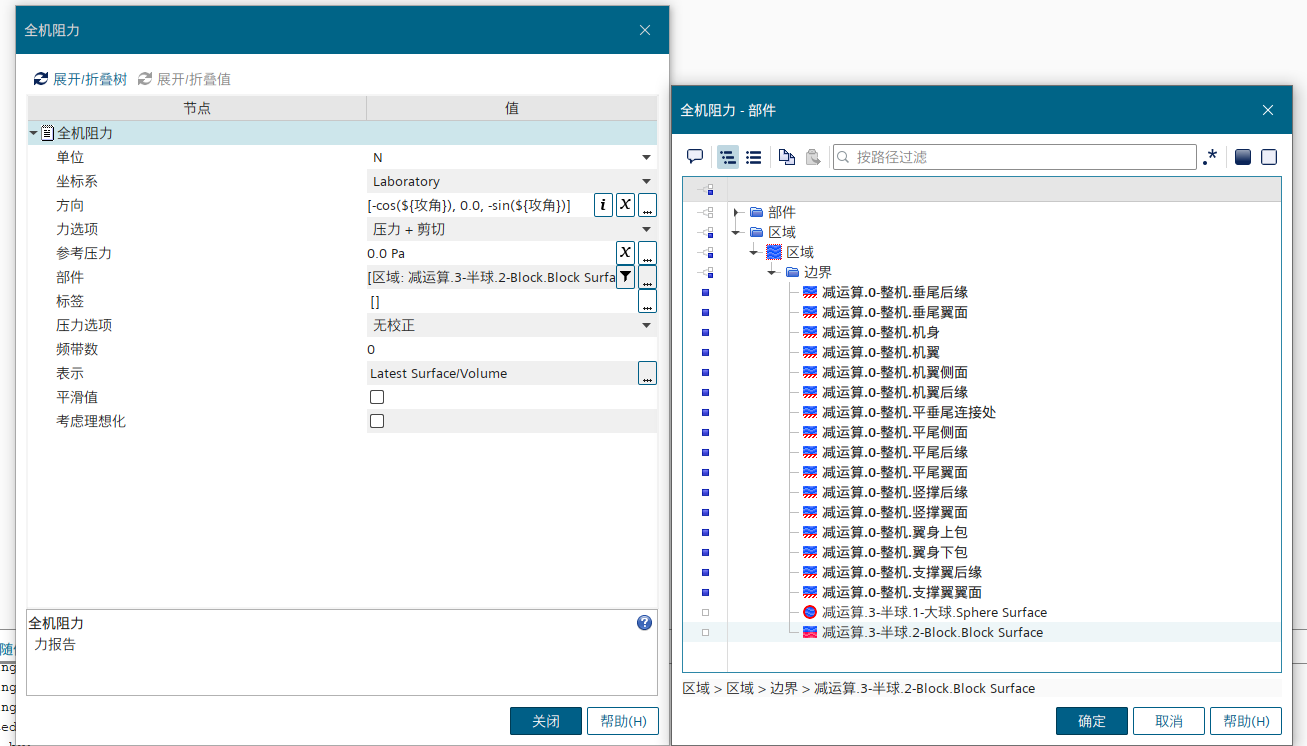 全机阻力
展开/折叠树 展开/折叠值
节点 值
全机阻力
单位 N
坐标系 Laboratory
方向 [-cos(${攻角}), 0.0, -sin(${攻角})] i X ...
力选项 压力 + 剪切
参考压力 0.0 Pa X ...
部件 [区域: 减运算.3-半球.2-Block.Block Surfa ...
标签 [] ...
压力选项 无校正
频带数 0
表示 Latest Surface/Volume ...
平滑值
考虑理想化
全机阻力
力报告
关闭 帮助(H)
随
ng
ng
ng
ed
全机阻力 - 部件
按路径过滤 .*
部件
区域
区域
边界
减运算.0-整机.垂尾后缘
减运算.0-整机.垂尾翼面
减运算.0-整机.机身
减运算.0-整机.机翼
减运算.0-整机.机翼侧面
减运算.0-整机.机翼后缘
减运算.0-整机.平垂尾连接处
减运算.0-整机.平尾侧面
减运算.0-整机.平尾后缘
减运算.0-整机.平尾翼面
减运算.0-整机.竖撑后缘
减运算.0-整机.竖撑翼面
减运算.0-整机.翼身上包
减运算.0-整机.翼身下包
减运算.0-整机.支撑翼后缘
减运算.0-整机.支撑翼翼面
减运算.3-半球.1-大球.Sphere Surface
减运算.3-半球.2-Block.Block Surface
区域 > 区域 > 边界 > 减运算.3-半球.2-Block.Block Surface
确定 取消 帮助(H)